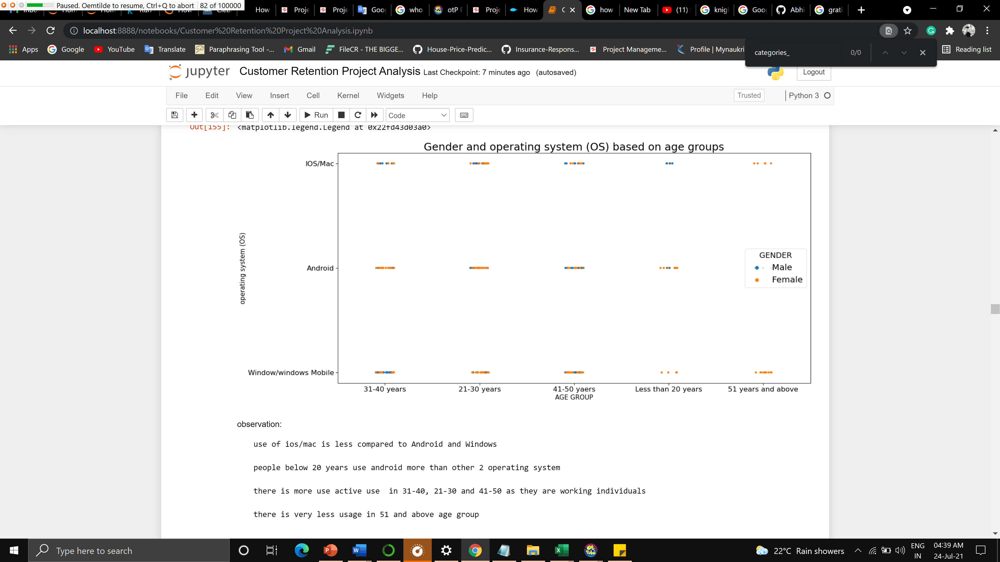 Paused. Oemtilde to resume, Ctrl+Q to abort 82 of 100000
How Proje Proje Goog who otP Proje How how New Tab (11) knig Goog Abhi grati
localhost:8888/notebooks/Customer%20Retention%20Project%20Analysis.ipynb
Apps Google YouTube Translate Paraphrasing Tool -... Gmail FileCR - THE BIGGE... House-Price-Predic... Insurance-Respons... Project Manageme... Profile | Mynaukri Reading list
categories_ 0/0
jupyter Customer Retention Project Analysis Last Checkpoint: 7 minutes ago (autosaved) Logout
File Edit View Insert Cell Kernel Widgets Help Trusted Python 3
Run Code
Out[155]: <matplotlib.legend.Legend at 0x22fd43d03a0>
Gender and operating system (OS) based on age groups
IOS/Mac
Android
Window/windows Mobile
operating system (OS)
GENDER
Male
Female
31-40 years 21-30 years 41-50 yaers Less than 20 years 51 years and above
AGE GROUP
observation:
use of ios/mac is less compared to Android and Windows
people below 20 years use android more than other 2 operating system
there is more use active use  in 31-40, 21-30 and 41-50 as they are working individuals
there is very less usage in 51 and above age group
Type here to search
22°C Rain showers
ENG
IN
04:39 AM
24-Jul-21